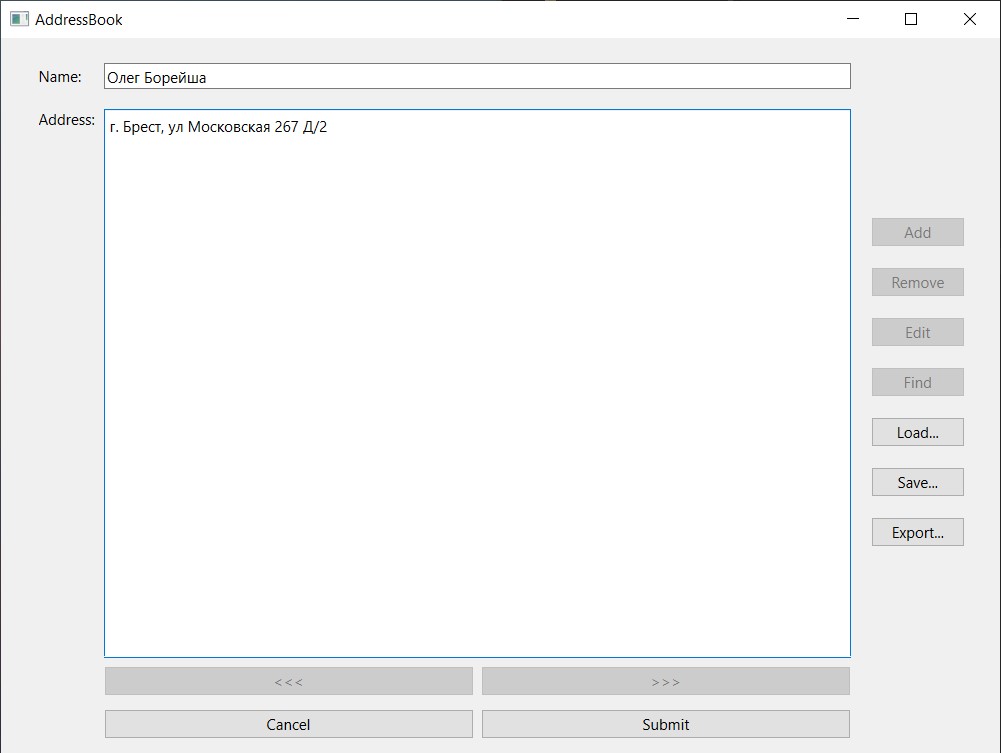 AddressBook
Name:
Олег Борейша
Address:
г. Брест, ул Московская 267 Д/2
Add
Remove
Edit
Find
Load...
Save...
Export...
<<<
>>>
Cancel
Submit